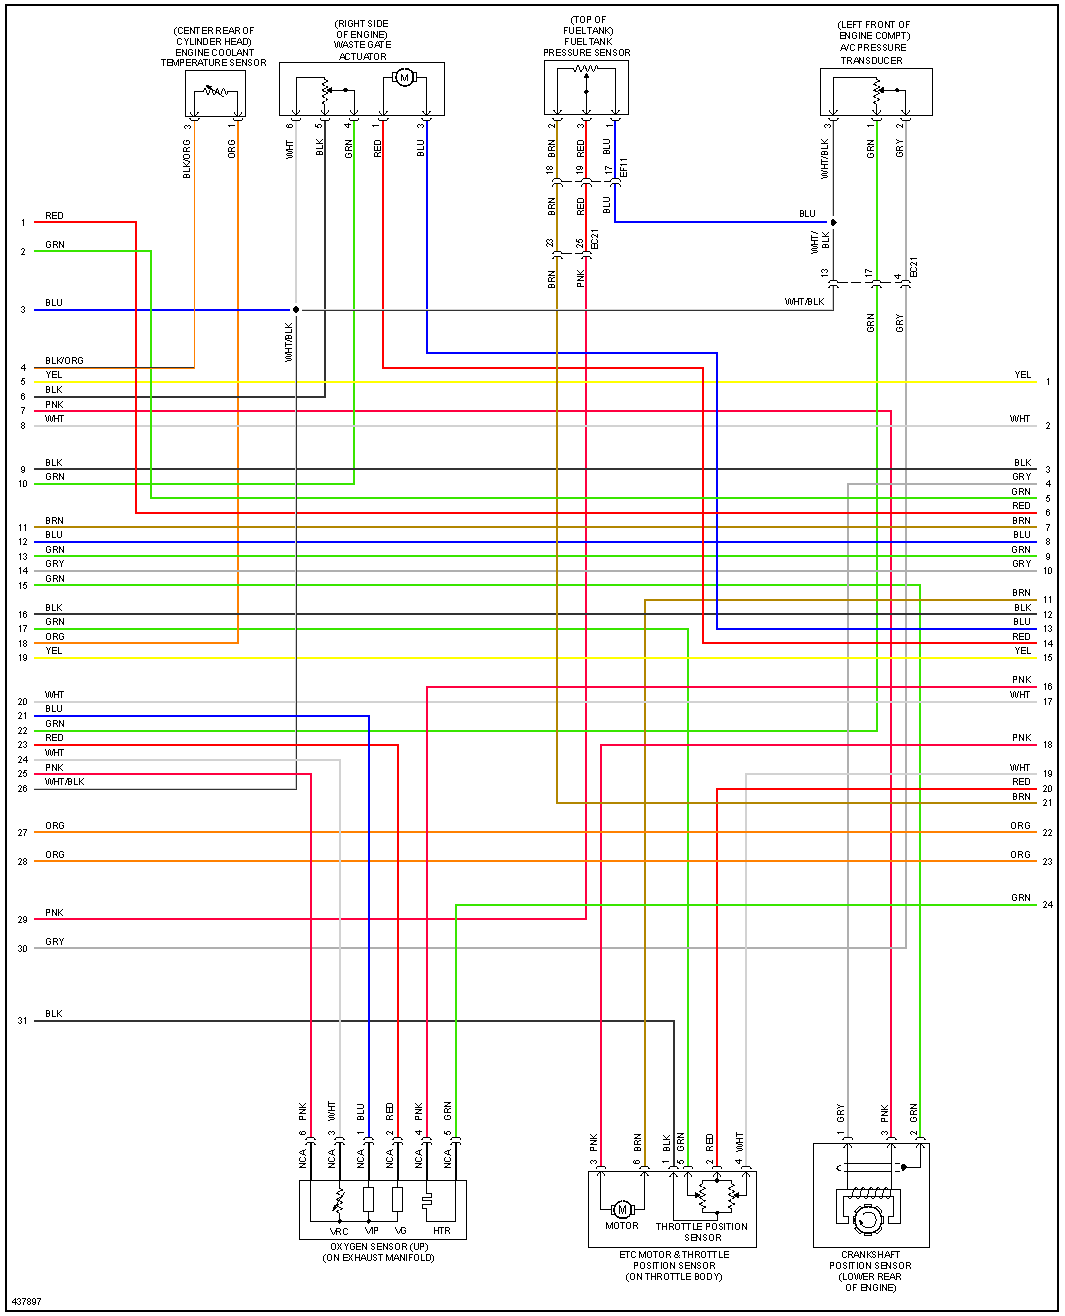 (CENTER REAR OF
CYLINDER HEAD)
ENGINE COOLANT
TEMPERATURE SENSOR
(RIGHT SIDE
OF ENGINE)
WASTE GATE
ACTUATOR
(TOP OF
FUEL TANK)
FUEL TANK
PRESSURE SENSOR
(LEFT FRONT OF
ENGINE COMPT)
A/C PRESSURE
TRANSDUCER
M
3 1 6 5 4 1 3 2 3 1 3 1 2
BLK/ORG ORG WHT BLK GRN RED BLU BRN RED BLU WHT/BLK GRN GRY
18 19 17 EF11
BRN RED BLU
23 25 EC21
BRN PNK
BLU
WHT/
BLK
13 17 4 EC21
WHT/BLK
GRN GRY
WHT/BLK
1 RED
2 GRN
3 BLU
4 BLK/ORG
5 YEL YEL 1
6 BLK
7 PNK
8 WHT WHT 2
9 BLK BLK 3
10 GRN GRY 4
GRN 5
RED 6
11 BRN BRN 7
12 BLU BLU 8
13 GRN GRN 9
14 GRY GRY 10
15 GRN
BRN 11
16 BLK BLK 12
17 GRN BLU 13
18 ORG RED 14
19 YEL YEL 15
PNK 16
20 WHT WHT 17
21 BLU
22 GRN
23 RED PNK 18
24 WHT
25 PNK WHT 19
26 WHT/BLK RED 20
BRN 21
27 ORG ORG 22
28 ORG ORG 23
GRN 24
29 PNK
30 GRY
31 BLK
PNK WHT BLU RED PNK GRN
6 3 1 2 4 5
NCA NCA NCA NCA NCA NCA
VRC VIP VG HTR
OXYGEN SENSOR (UP)
(ON EXHAUST MANIFOLD)
PNK BRN BLK GRN RED WHT
3 6 1 5 2 4
M
MOTOR
THROTTLE POSITION
SENSOR
ETC MOTOR & THROTTLE
POSITION SENSOR
(ON THROTTLE BODY)
GRY PNK GRN
1 3 2
CRANKSHAFT
POSITION SENSOR
(LOWER REAR
OF ENGINE)
437897